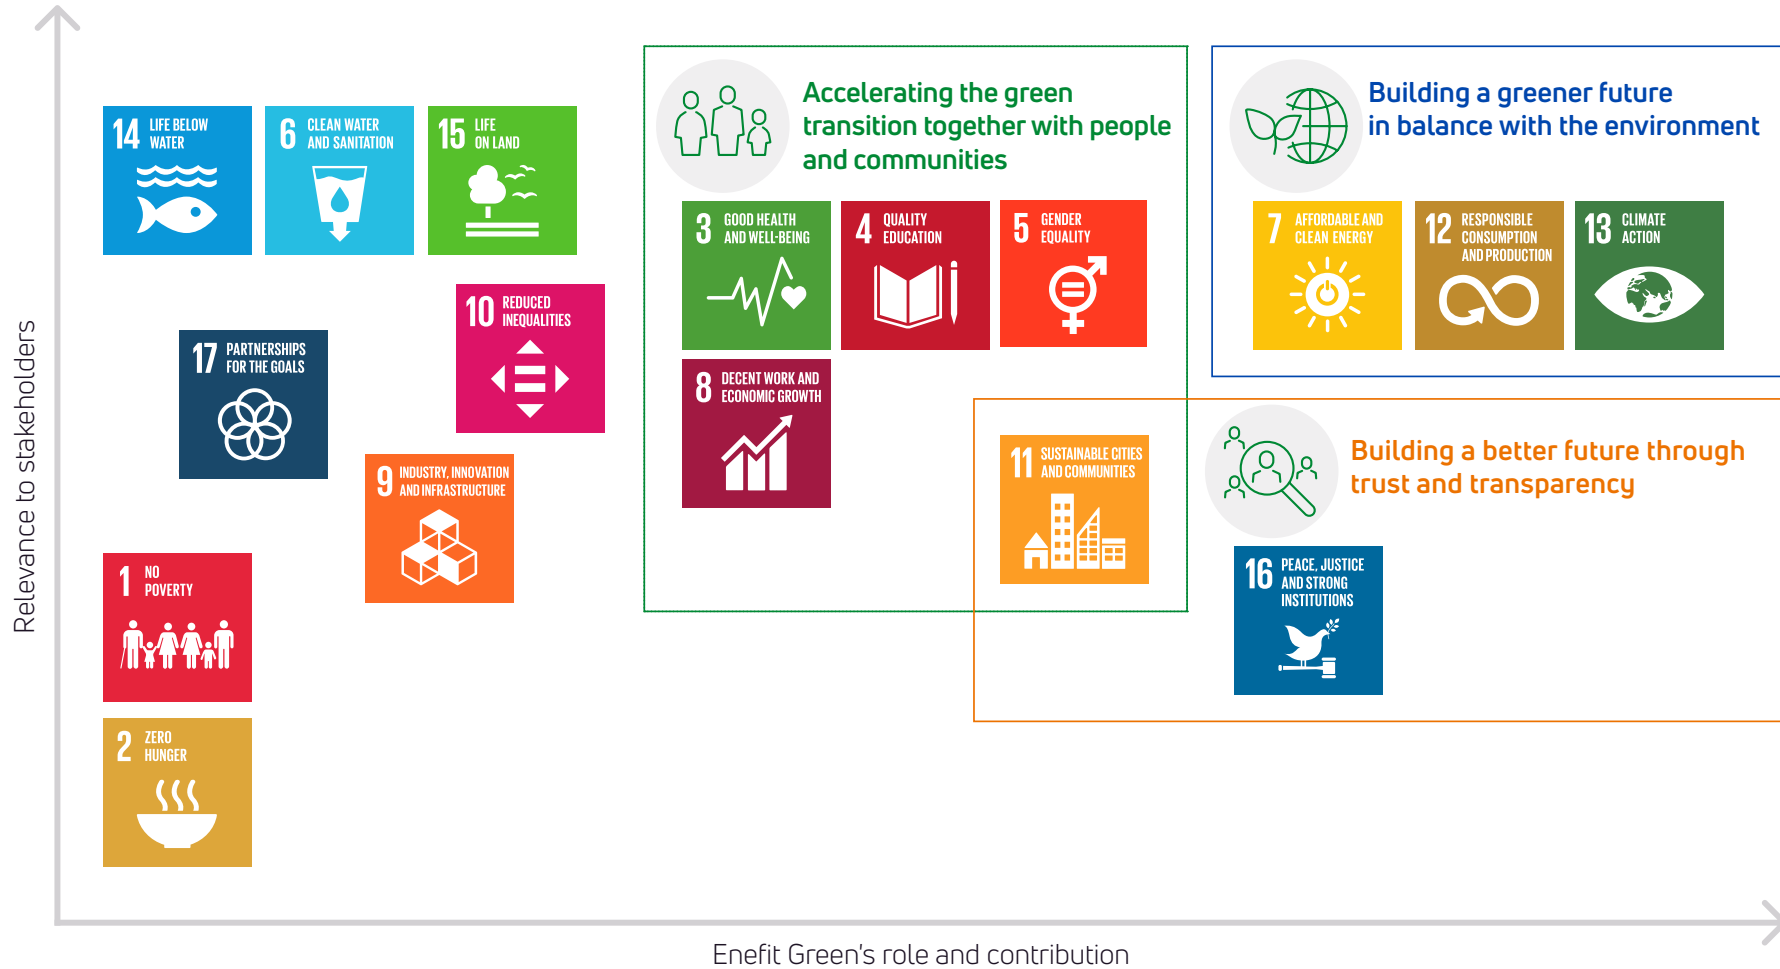 Relevance to stakeholders
14 LIFE BELOW
WATER
6 CLEAN WATER
AND SANITATION
15 LIFE
ON LAND
10 REDUCED
INEQUALITIES
17 PARTNERSHIPS
FOR THE GOALS
9 INDUSTRY, INNOVATION
AND INFRASTRUCTURE
1 NO
POVERTY
2 ZERO
HUNGER
Accelerating the green
transition together with people
and communities
3 GOOD HEALTH
AND WELL-BEING
4 QUALITY
EDUCATION
5 GENDER
EQUALITY
8 DECENT WORK AND
ECONOMIC GROWTH
11 SUSTAINABLE CITIES
AND COMMUNITIES
Building a greener future
in balance with the environment
7 AFFORDABLE AND
CLEAN ENERGY
12 RESPONSIBLE
CONSUMPTION
AND PRODUCTION
13 CLIMATE
ACTION
Building a better future through
trust and transparency
16 PEACE, JUSTICE
AND STRONG
INSTITUTIONS
Enefit Green's role and contribution